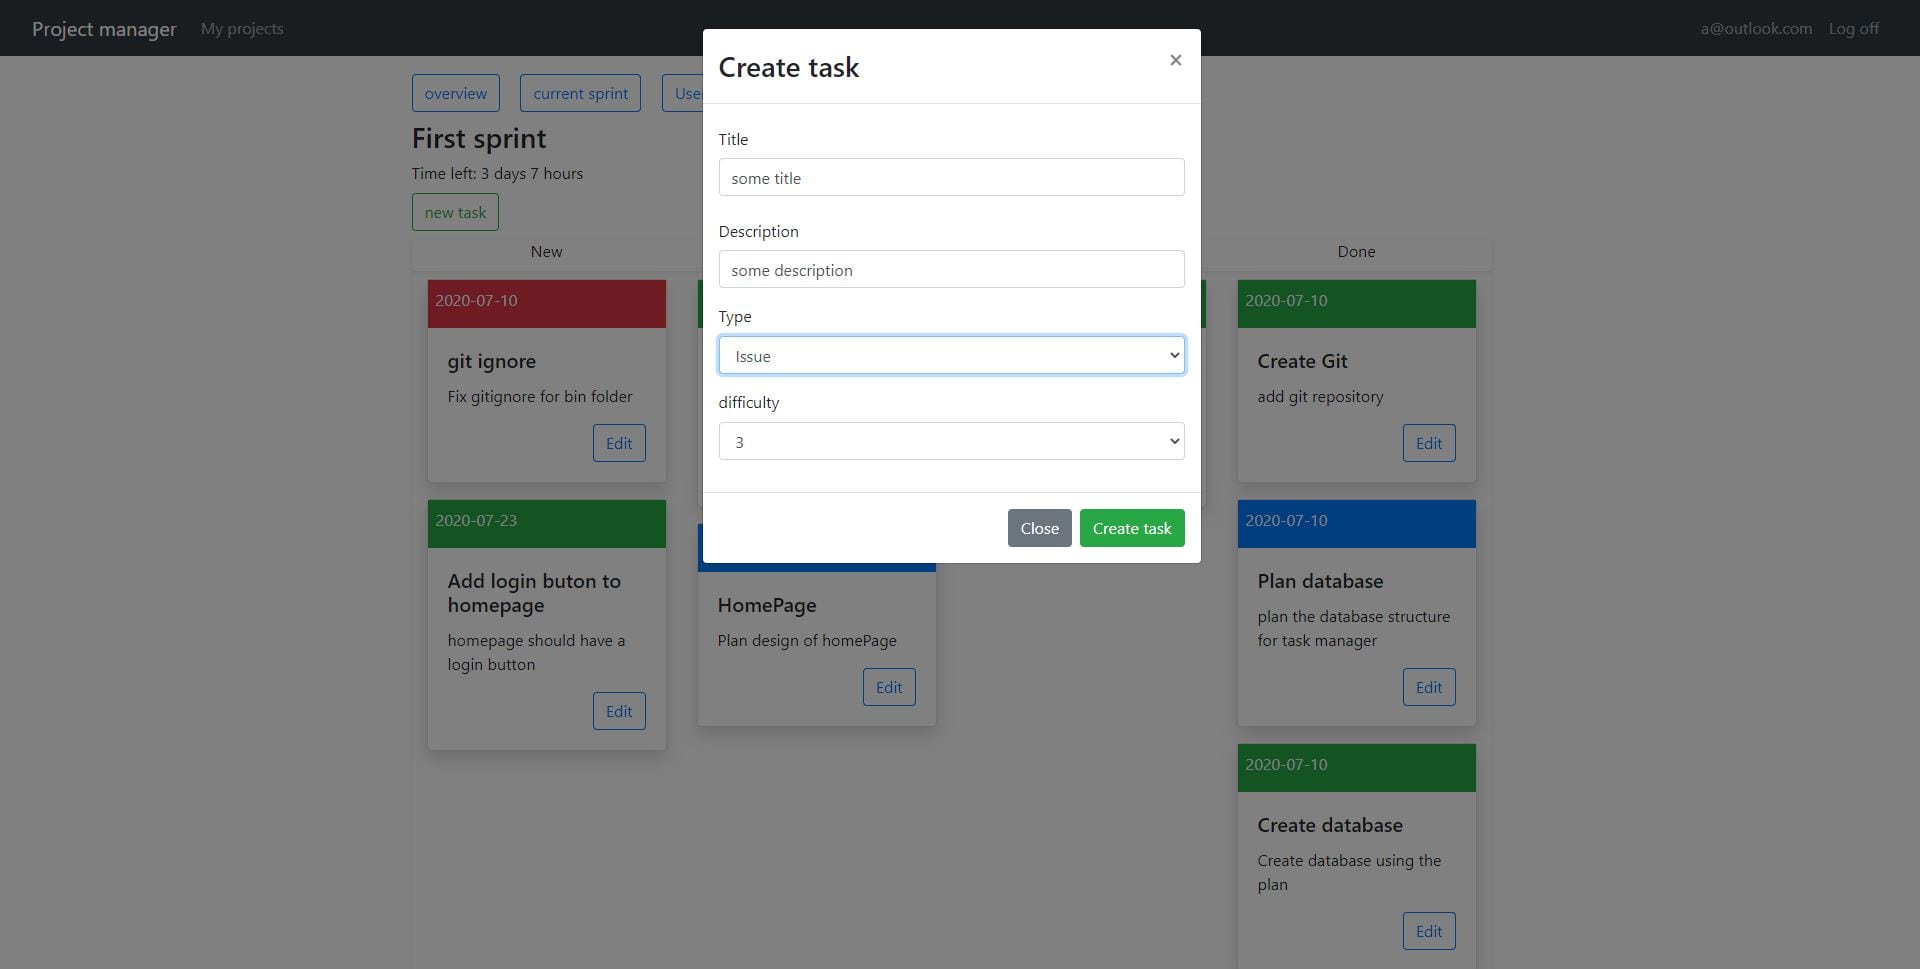 Project manager
My projects
a@outlook.com
Log off
overview
current sprint
First sprint
Time left: 3 days 7 hours
new task
New
Done
2020-07-10
git ignore
Fix gitignore for bin folder
Edit
2020-07-23
Add login buton to
homepage
homepage should have a
login button
Edit
HomePage
Plan design of homePage
Edit
2020-07-10
Create Git
add git repository
Edit
2020-07-10
Plan database
plan the database structure
for task manager
Edit
2020-07-10
Create database
Create database using the
plan
Edit
Create task
×
Title
some title
Description
some description
Type
Issue
difficulty
3
Close
Create task